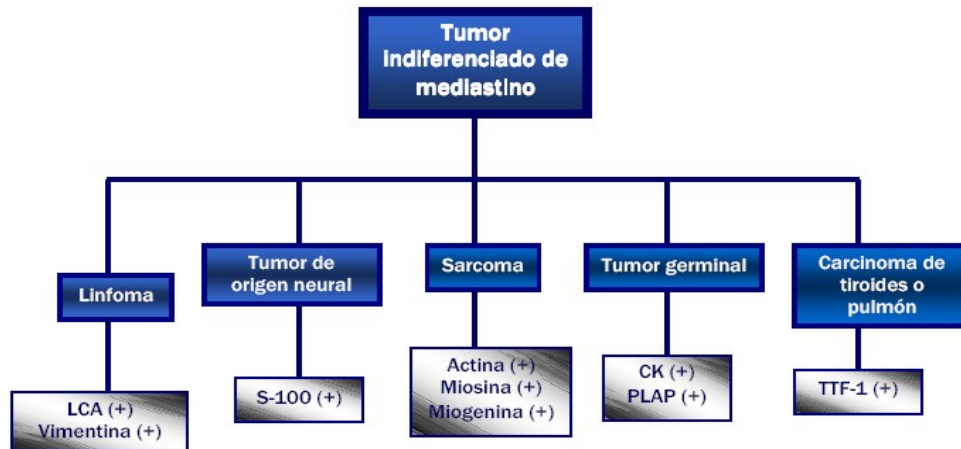 Tumor
indiferenciado de
mediastino
Linfoma
Tumor de
origen neural
Sarcoma
Tumor germinal
Carcinoma de
tiroides o
pulmón
LCA (+)
Vimentina (+)
S-100 (+)
Actina (+)
Miosina (+)
Miogenina (+)
CK (+)
PLAP (+)
TTF-1 (+)